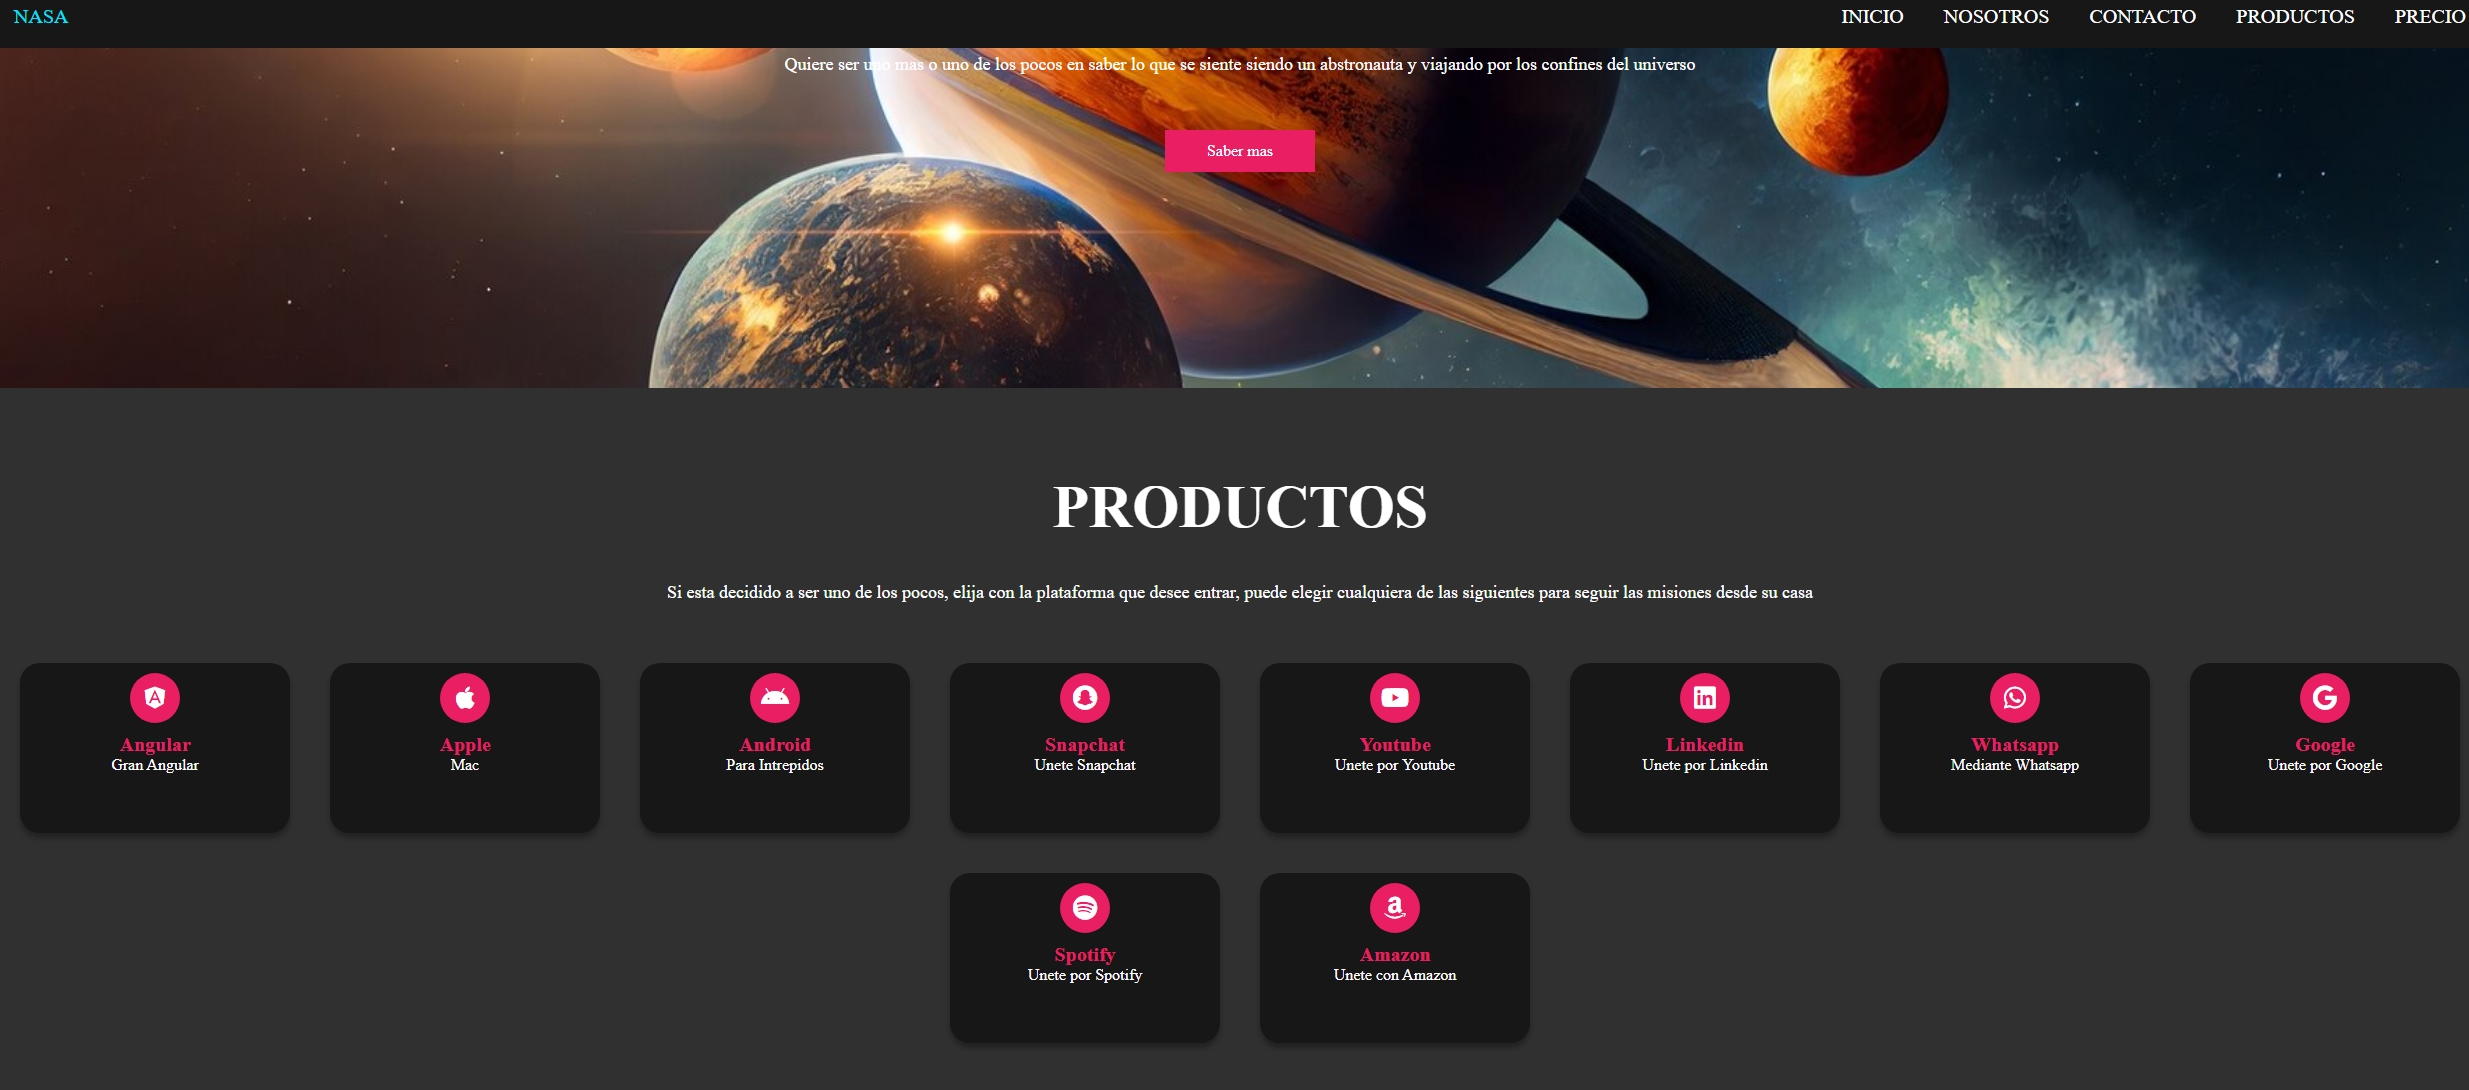 NASA INICIO NOSOTROS CONTACTO PRODUCTOS PRECIO
Quiere ser uno mas o uno de los pocos en saber lo que se siente siendo un abstronauta y viajando por los confines del universo
Saber mas
PRODUCTOS
Si esta decidido a ser uno de los pocos, elija con la plataforma que desee entrar, puede elegir cualquiera de las siguientes para seguir las misiones desde su casa
Angular
Gran Angular
Apple
Mac
Android
Para Intrepidos
Snapchat
Unete Snapchat
Youtube
Unete por Youtube
Linkedin
Unete por Linkedin
Whatsapp
Mediante Whatsapp
Google
Unete por Google
Spotify
Unete por Spotify
Amazon
Unete con Amazon